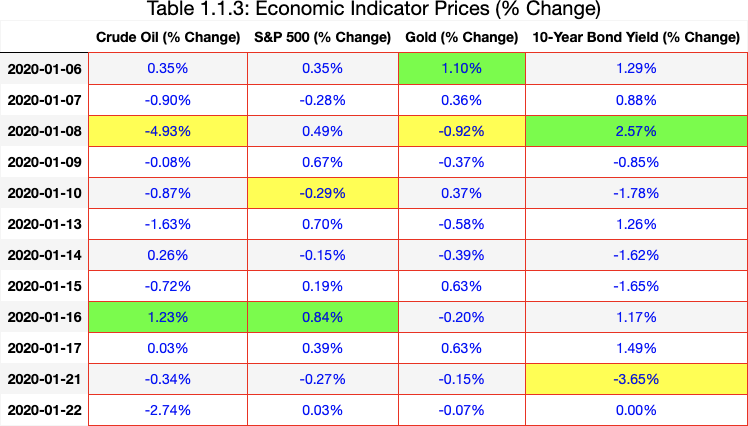 Table 1.1.3: Economic Indicator Prices (% Change)
Crude Oil (% Change) S&P 500 (% Change) Gold (% Change) 10-Year Bond Yield (% Change)
2020-01-06 0.35% 0.35% 1.10% 1.29%
2020-01-07 -0.90% -0.28% 0.36% 0.88%
2020-01-08 -4.93% 0.49% -0.92% 2.57%
2020-01-09 -0.08% 0.67% -0.37% -0.85%
2020-01-10 -0.87% -0.29% 0.37% -1.78%
2020-01-13 -1.63% 0.70% -0.58% 1.26%
2020-01-14 0.26% -0.15% -0.39% -1.62%
2020-01-15 -0.72% 0.19% 0.63% -1.65%
2020-01-16 1.23% 0.84% -0.20% 1.17%
2020-01-17 0.03% 0.39% 0.63% 1.49%
2020-01-21 -0.34% -0.27% -0.15% -3.65%
2020-01-22 -2.74% 0.03% -0.07% 0.00%